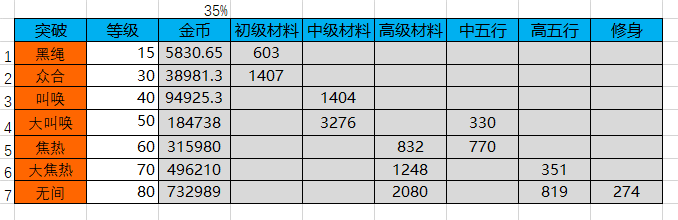 35%
突破 等级 金币 初级材料 中级材料 高级材料 中五行 高五行 修身
1 黑绳 15 5830.65 603
2 众合 30 38981.3 1407
3 叫唤 40 94925.3 1404
4 大叫唤 50 184738 3276 330
5 焦热 60 315980 832 770
6 大焦热 70 496210 1248 351
7 无间 80 732989 2080 819 274